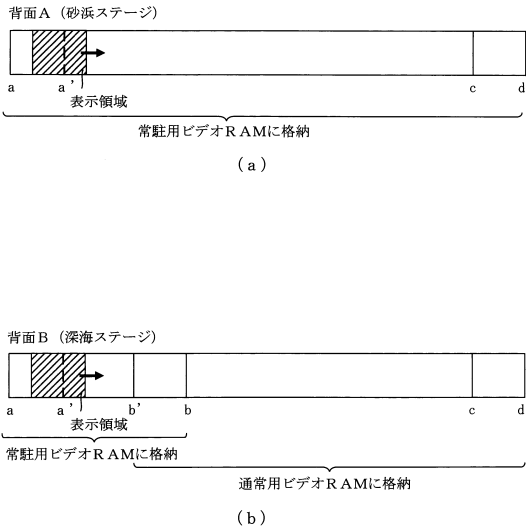 背面A（砂浜ステージ）
a a' c d
表示領域
常駐用ビデオRAMに格納
(a)
背面B（深海ステージ）
a a' b' b c d
表示領域
常駐用ビデオRAMに格納
通常用ビデオRAMに格納
(b)